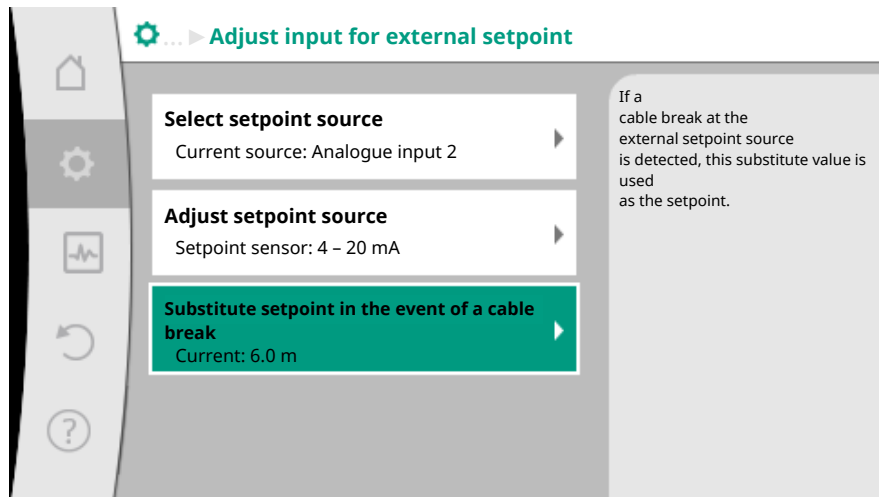 ... ▶ Adjust input for external setpoint
Select setpoint source
Current source: Analogue input 2
Adjust setpoint source
Setpoint sensor: 4 – 20 mA
Substitute setpoint in the event of a cable
break
Current: 6.0 m
If a
cable break at the
external setpoint source
is detected, this substitute value is
used
as the setpoint.
?